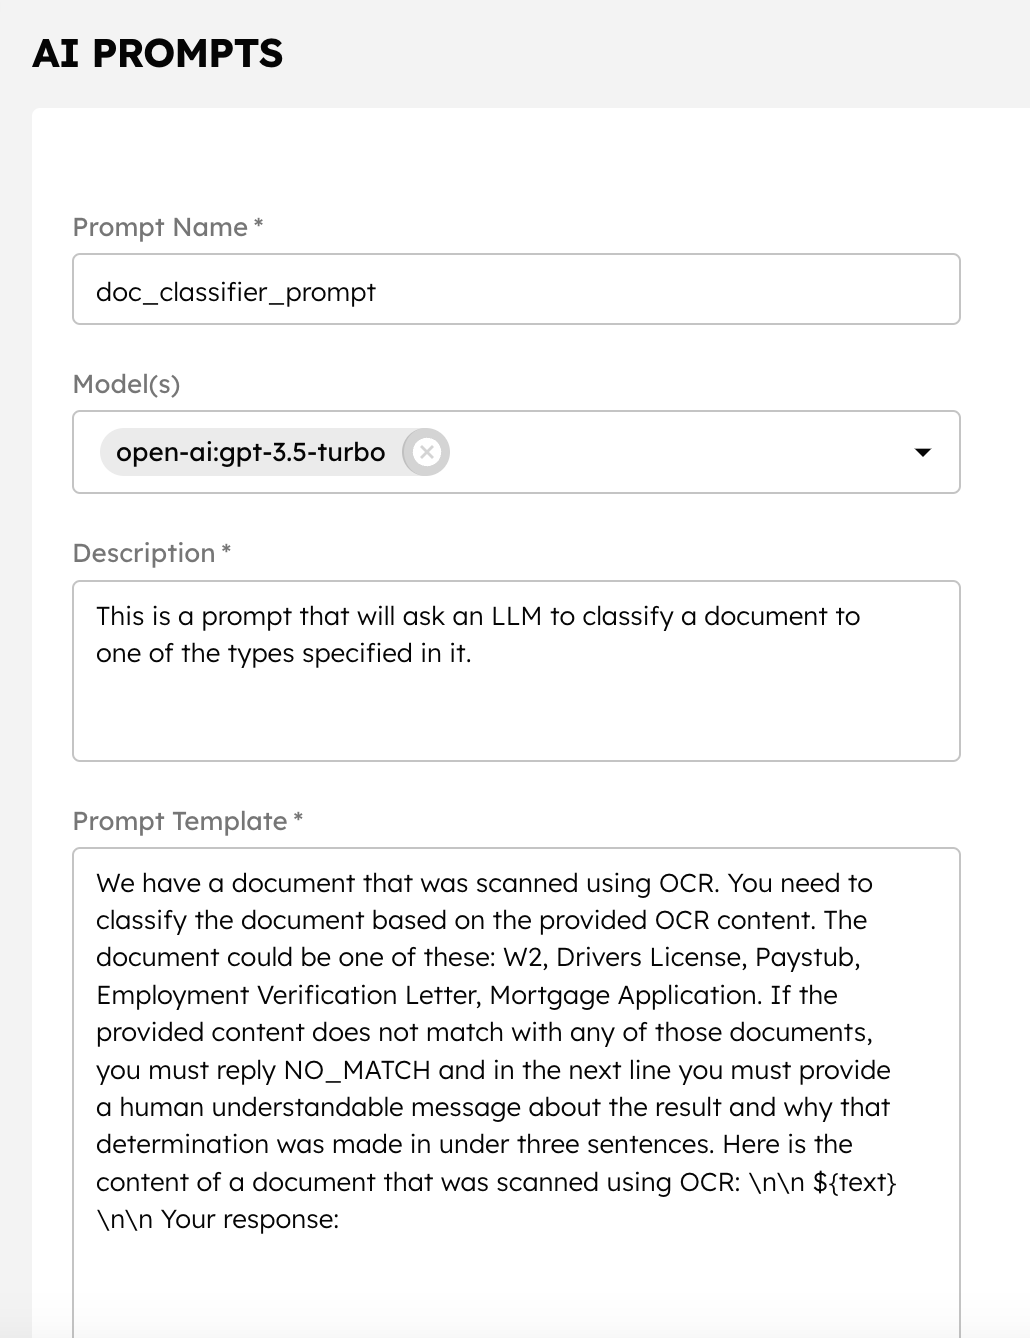 AI PROMPTS
Prompt Name *
doc_classifier_prompt
Model(s)
open-ai:gpt-3.5-turbo
Description *
This is a prompt that will ask an LLM to classify a document to
one of the types specified in it.
Prompt Template *
We have a document that was scanned using OCR. You need to
classify the document based on the provided OCR content. The
document could be one of these: W2, Drivers License, Paystub,
Employment Verification Letter, Mortgage Application. If the
provided content does not match with any of those documents,
you must reply NO_MATCH and in the next line you must provide
a human understandable message about the result and why that
determination was made in under three sentences. Here is the
content of a document that was scanned using OCR: \n\n ${text}
\n\n Your response: